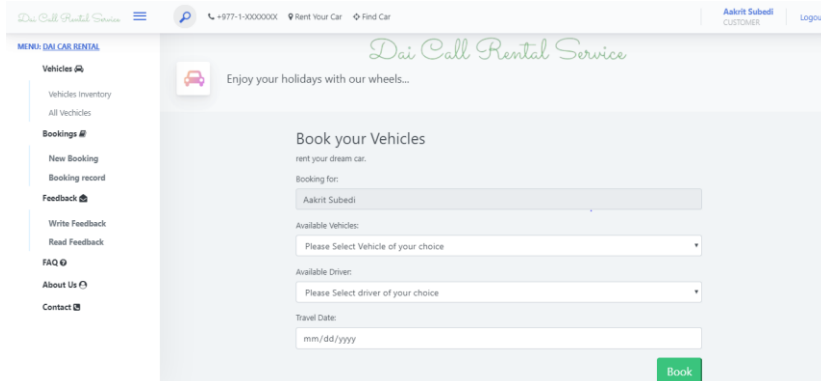 Dai Call Rental Service
+977-1-XXXXXXX Rent Your Car Find Car
Aakrit Subedi
CUSTOMER
Logou
MENU: DAI CAR RENTAL
Vehicles
Vehicles Inventory
All Vechicles
Bookings
New Booking
Booking record
Feedback
Write Feedback
Read Feedback
FAQ
About Us
Contact
Dai Call Rental Service
Enjoy your holidays with our wheels...
Book your Vehicles
rent your dream car.
Booking for:
Aakrit Subedi
Available Vehicles:
Please Select Vehicle of your choice
Available Driver:
Please Select driver of your choice
Travel Date:
mm/dd/yyyy
Book